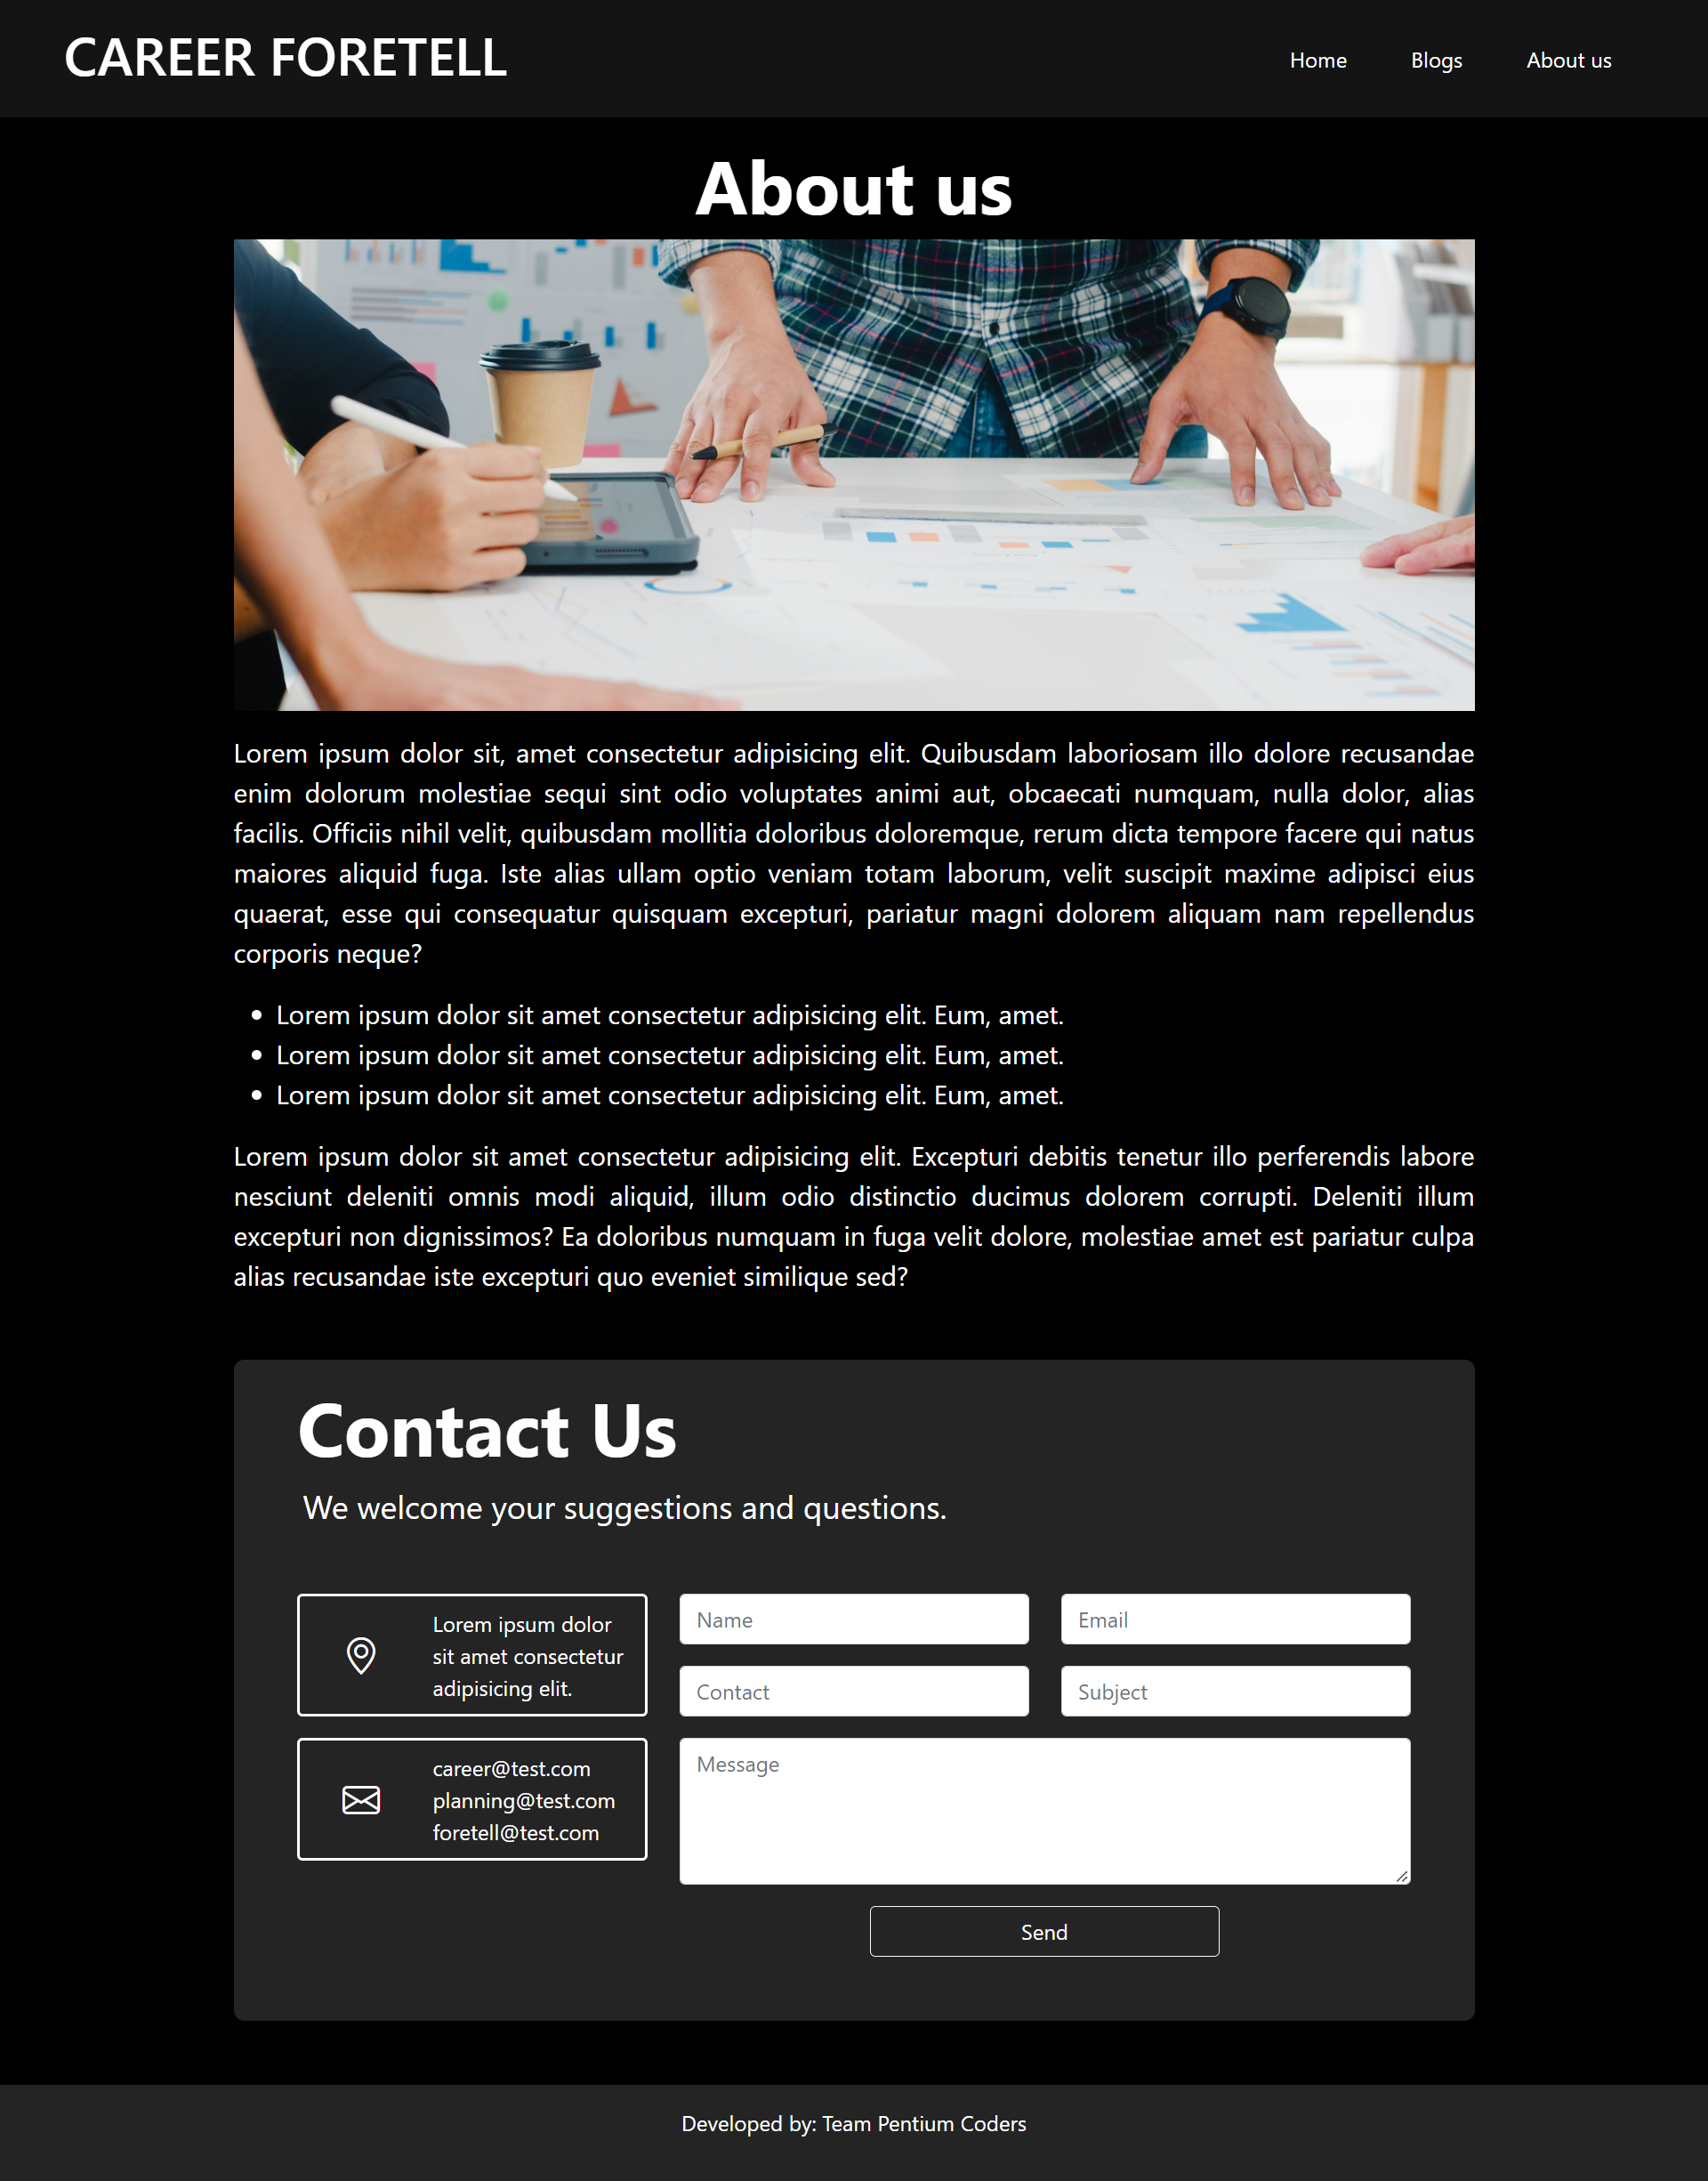 CAREER FORETELL
Home Blogs About us
About us
Lorem ipsum dolor sit, amet consectetur adipisicing elit. Quibusdam laboriosam illo dolore recusandae
enim dolorum molestiae sequi sint odio voluptates animi aut, obcaecati numquam, nulla dolor, alias
facilis. Officiis nihil velit, quibusdam mollitia doloribus doloremque, rerum dicta tempore facere qui natus
maiores aliquid fuga. Iste alias ullam optio veniam totam laborum, velit suscipit maxime adipisci eius
quaerat, esse qui consequatur quisquam excepturi, pariatur magni dolorem aliquam nam repellendus
corporis neque?
• Lorem ipsum dolor sit amet consectetur adipisicing elit. Eum, amet.
• Lorem ipsum dolor sit amet consectetur adipisicing elit. Eum, amet.
• Lorem ipsum dolor sit amet consectetur adipisicing elit. Eum, amet.
Lorem ipsum dolor sit amet consectetur adipisicing elit. Excepturi debitis tenetur illo perferendis labore
nesciunt deleniti omnis modi aliquid, illum odio distinctio ducimus dolorem corrupti. Deleniti illum
excepturi non dignissimos? Ea doloribus numquam in fuga velit dolore, molestiae amet est pariatur culpa
alias recusandae iste excepturi quo eveniet similique sed?
Contact Us
We welcome your suggestions and questions.
Lorem ipsum dolor
sit amet consectetur
adipisicing elit.
career@test.com
planning@test.com
foretell@test.com
Name
Email
Contact
Subject
Message
Send
Developed by: Team Pentium Coders